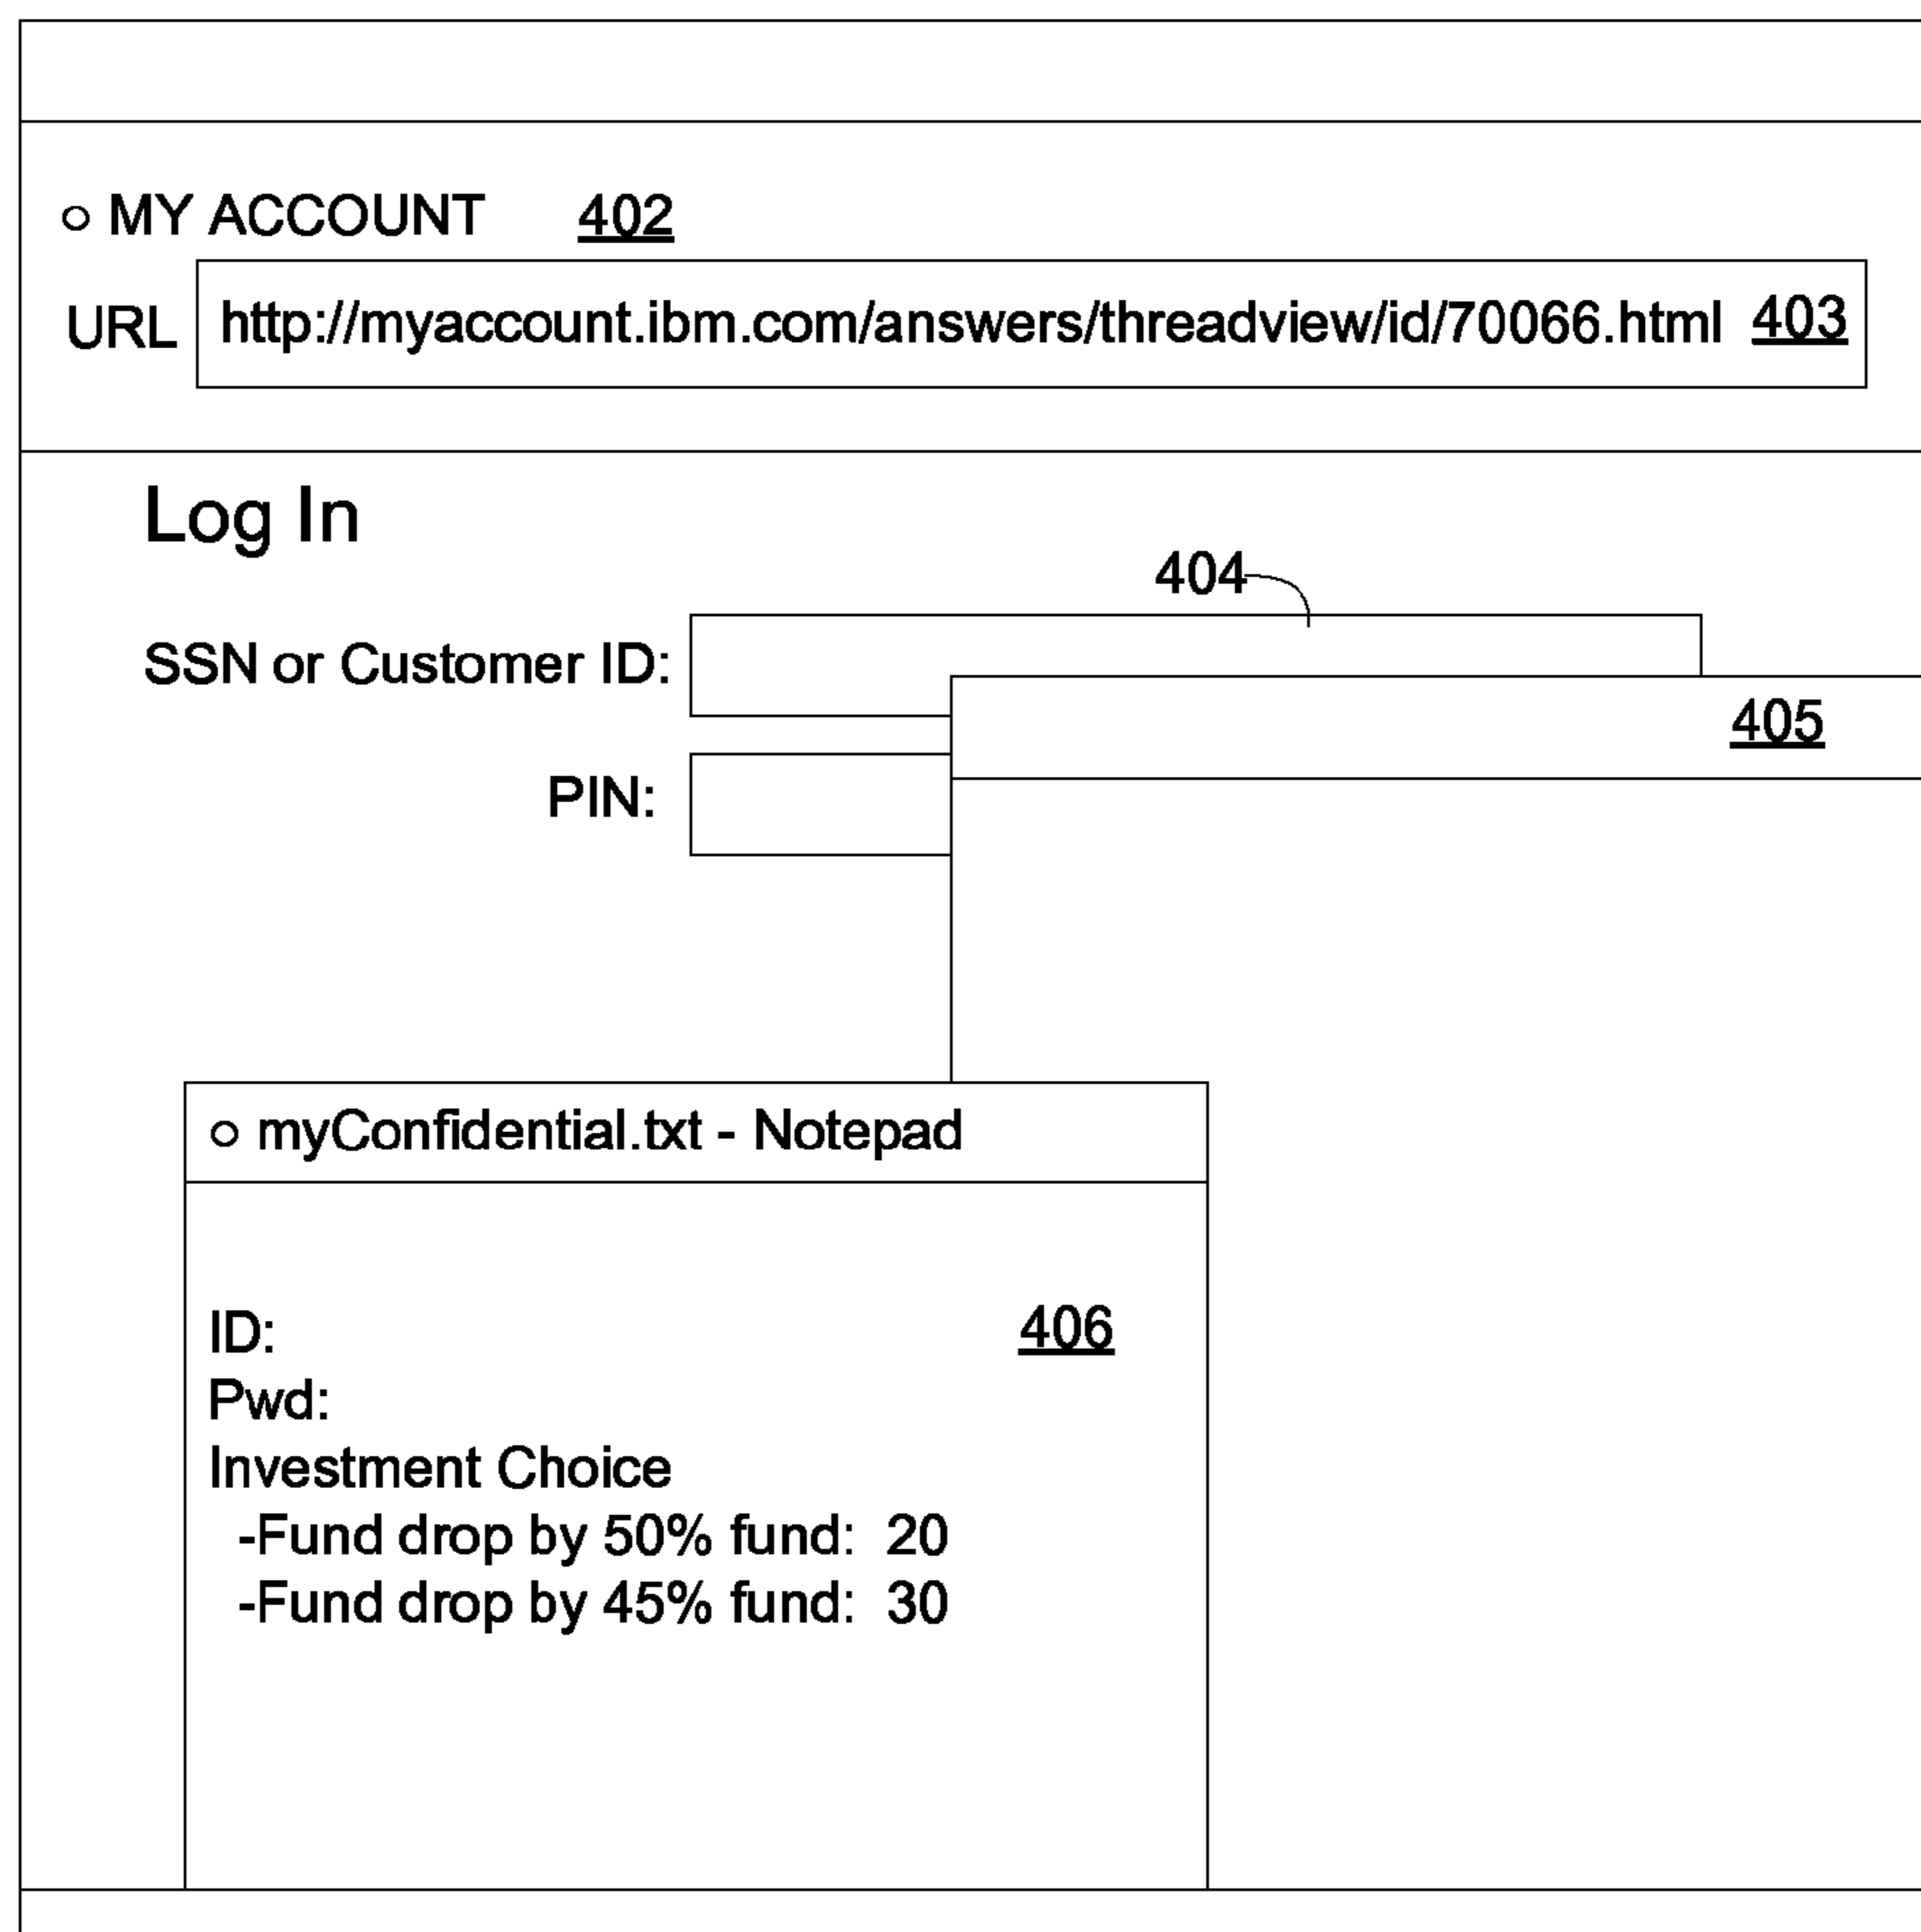 ○ MY ACCOUNT 402
URL http://myaccount.ibm.com/answers/threadview/id/70066.html 403
Log In
404
SSN or Customer ID:
405
PIN:
○ myConfidential.txt - Notepad
ID: 406
Pwd:
Investment Choice
-Fund drop by 50% fund: 20
-Fund drop by 45% fund: 30